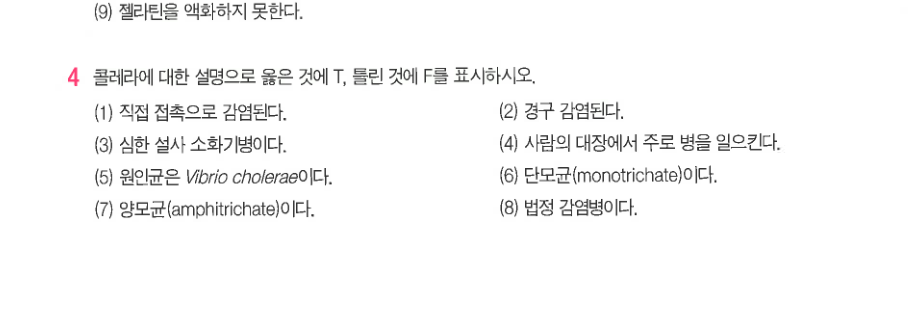 (9) 젤라틴을 액화하지 못한다.
4 콜레라에 대한 설명으로 옳은 것에 T, 틀린 것에 F를 표시하시오.
(1) 직접 접촉으로 감염된다. (2) 경구 감염된다.
(3) 심한 설사 소화기병이다. (4) 사람의 대장에서 주로 병을 일으킨다.
(5) 원인균은 Vibrio cholerae이다. (6) 단모균(monotrichate)이다.
(7) 양모균(amphitrichate)이다. (8) 법정 감염병이다.